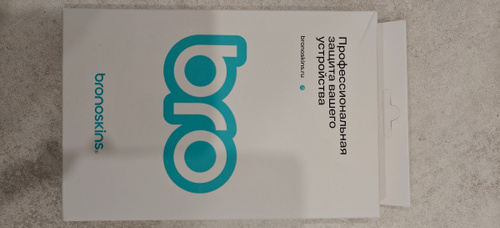 Профессиональная
защита вашего
устройства
bronoskins.ru
bro
bronoskins.